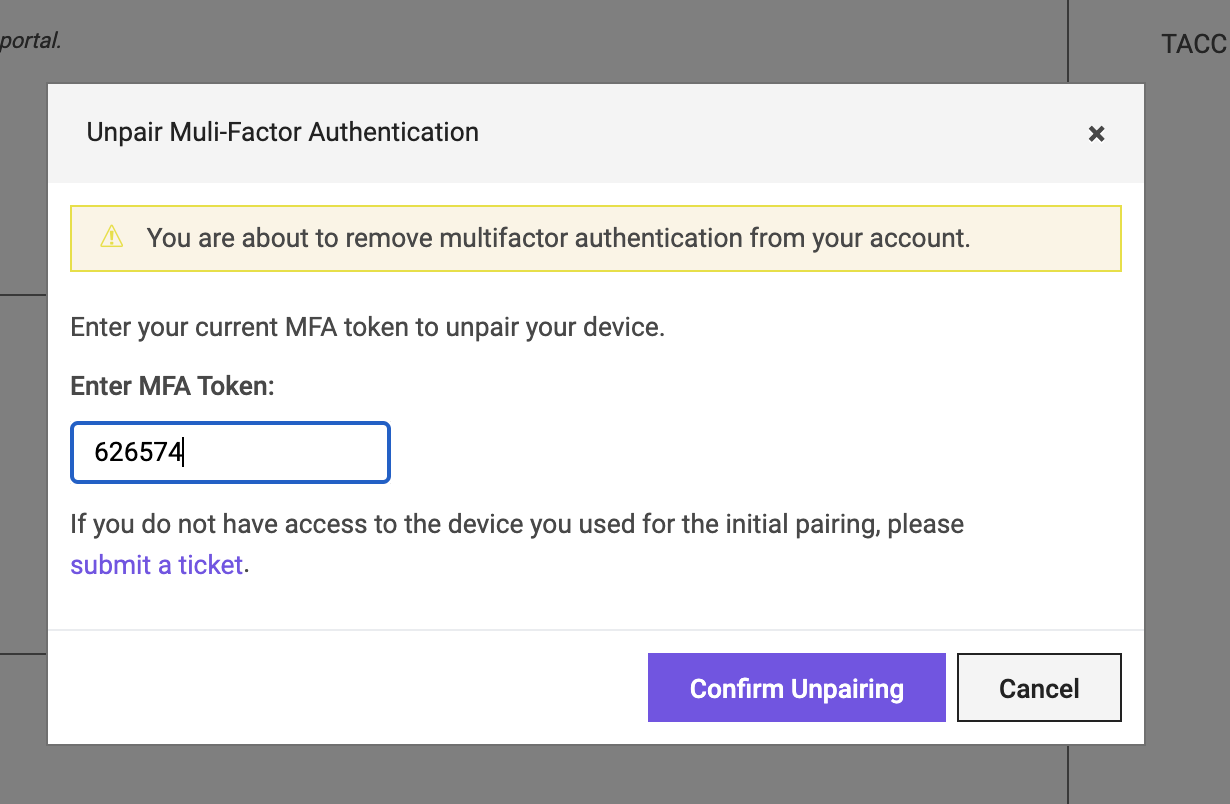 portal.
TACC
Unpair Muli-Factor Authentication
You are about to remove multifactor authentication from your account.
Enter your current MFA token to unpair your device.
Enter MFA Token:
626574
If you do not have access to the device you used for the initial pairing, please
submit a ticket.
Confirm Unpairing
Cancel